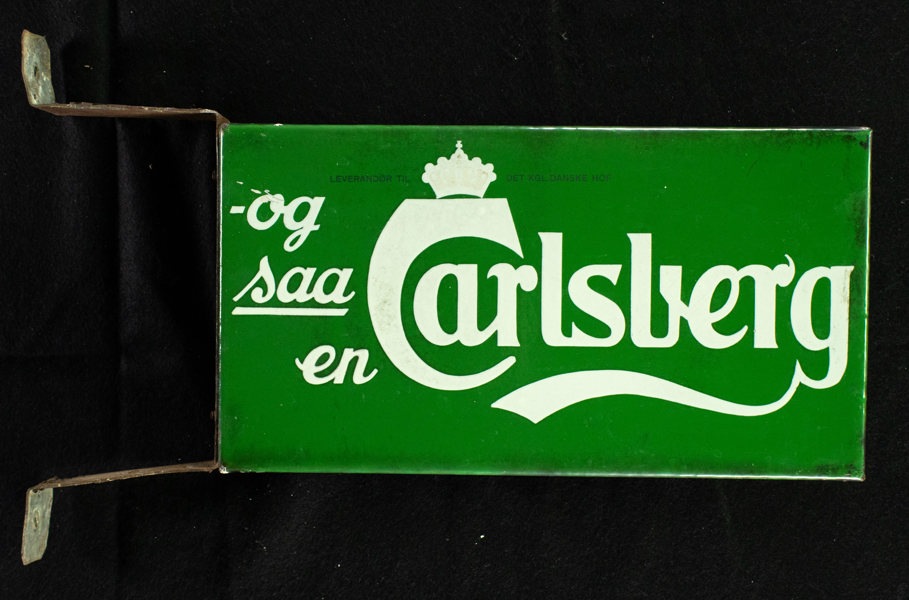 LEVERANDØR TIL DET KGL. DANSKE HOF
-og
saa
en
Carlsberg